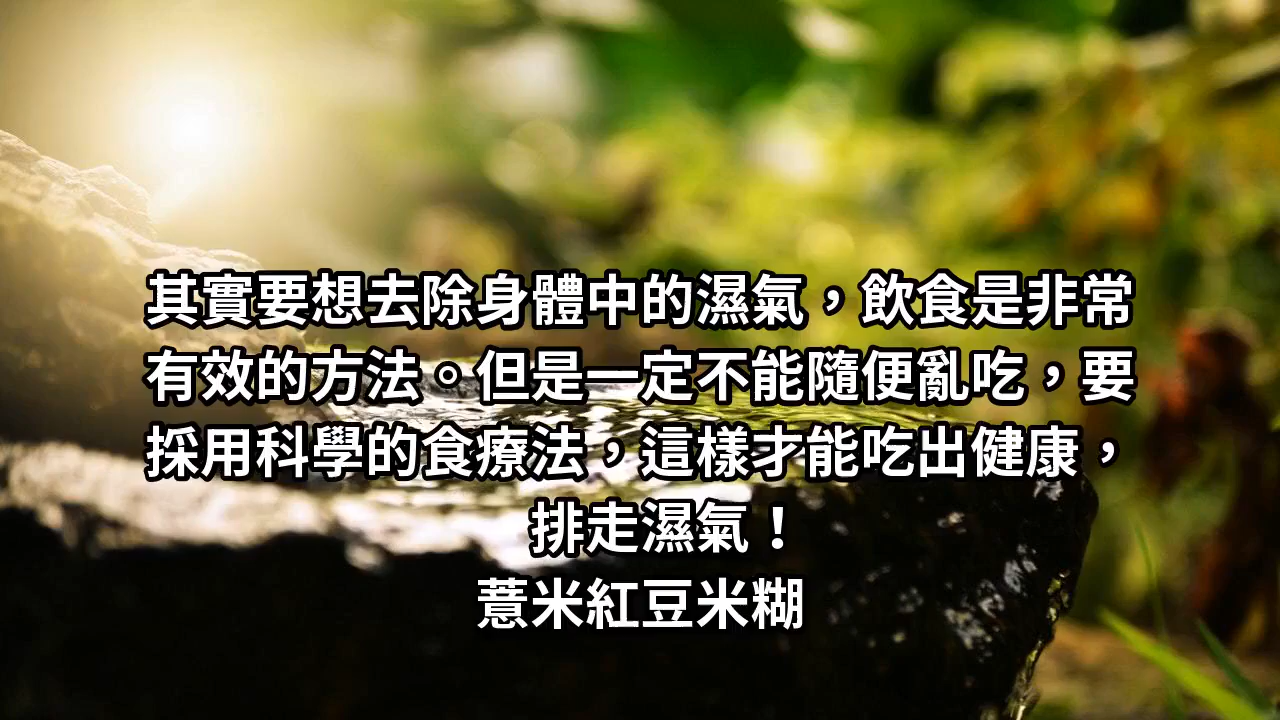 其實要想去除身體中的濕氣，飲食是非常
有效的方法。但是一定不能隨便亂吃，要
採用科學的食療法，這樣才能吃出健康，
排走濕氣！
薏米紅豆米糊